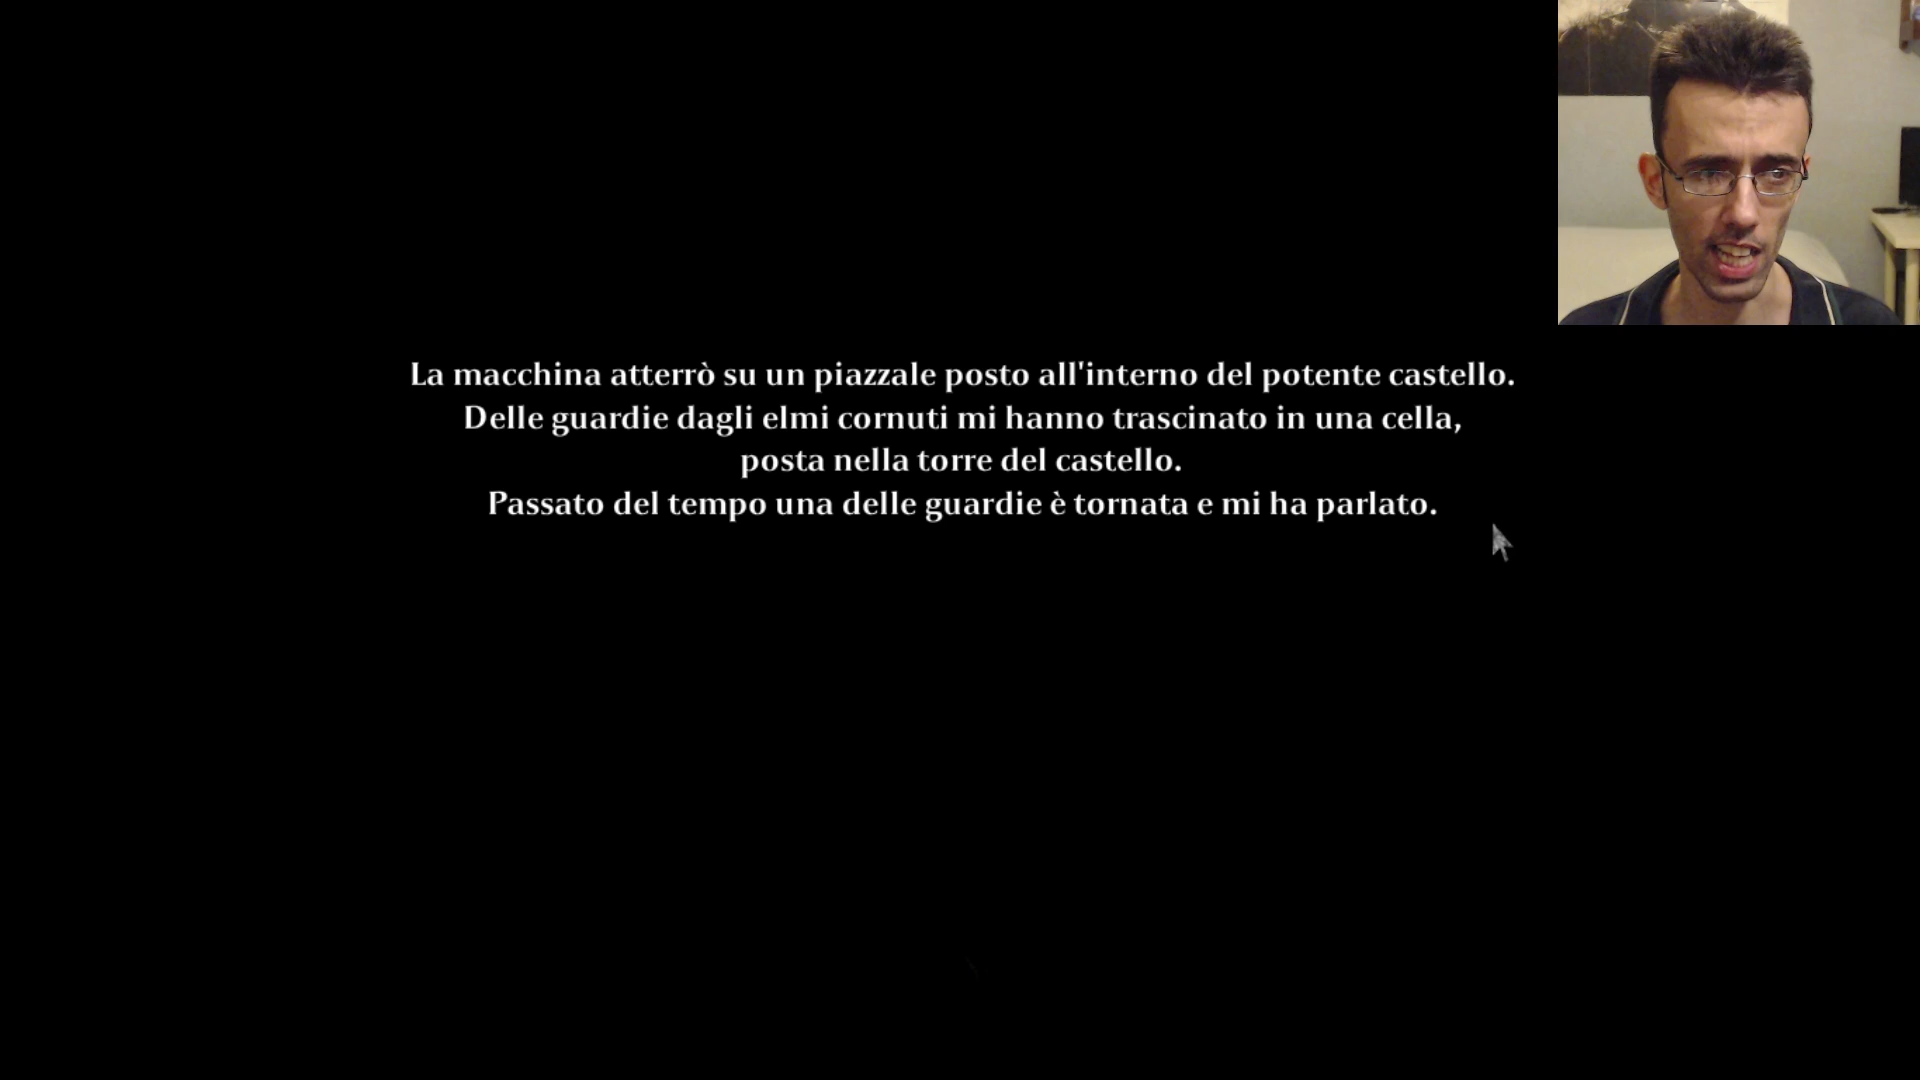 La macchina atterrò su un piazzale posto all'interno del potente castello.
Delle guardie dagli elmi cornuti mi hanno trascinato in una cella,
posta nella torre del castello.
Passato del tempo una delle guardie è tornata e mi ha parlato.